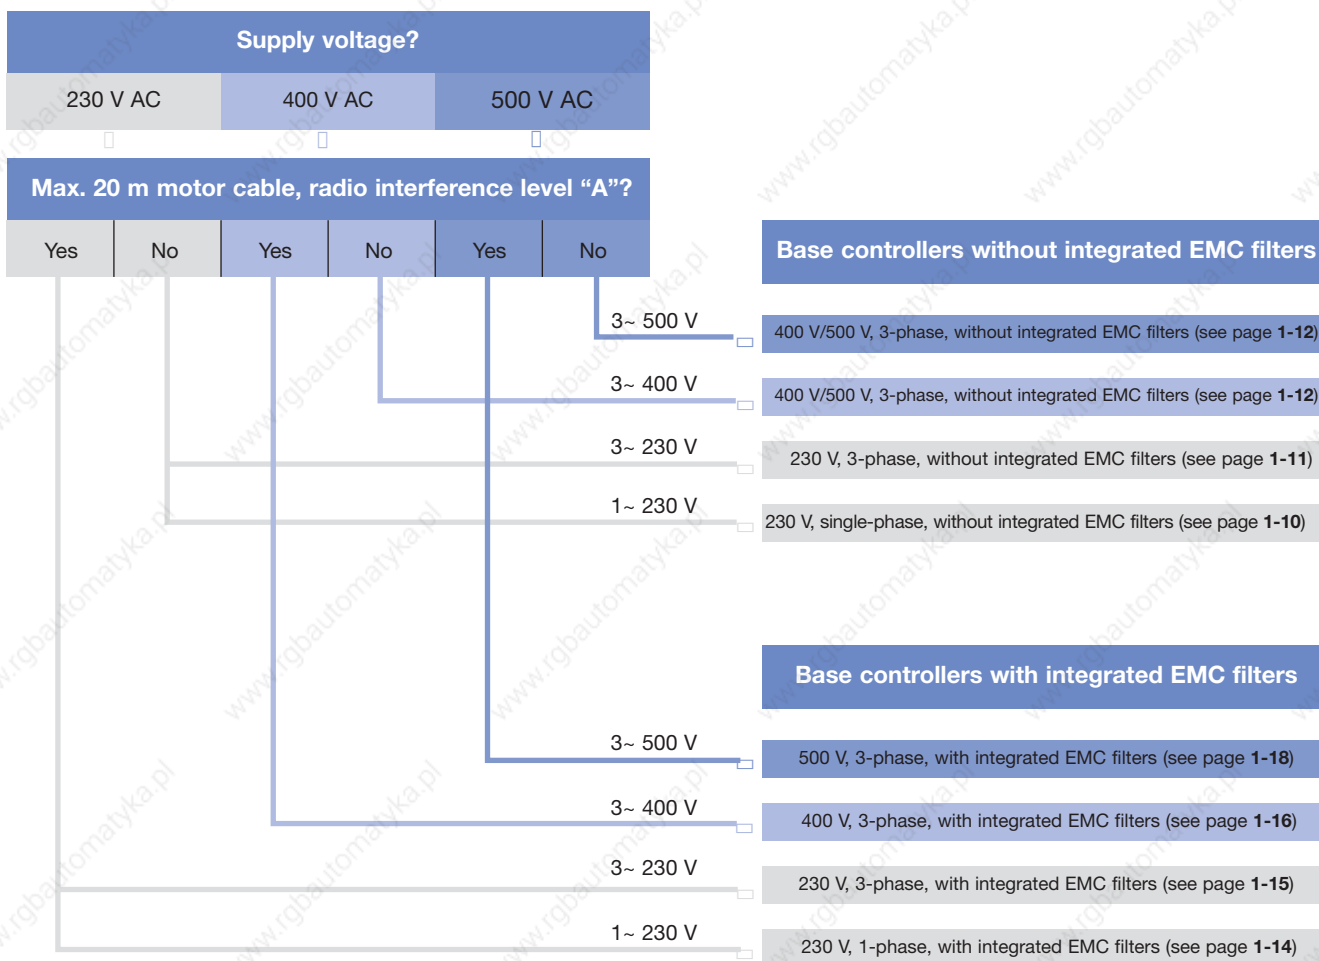 Supply voltage?
230 V AC 400 V AC 500 V AC
Max. 20 m motor cable, radio interference level “A”?
Yes No Yes No Yes No
Base controllers without integrated EMC filters
3~ 500 V
400 V/500 V, 3-phase, without integrated EMC filters (see page 1-12)
3~ 400 V
400 V/500 V, 3-phase, without integrated EMC filters (see page 1-12)
3~ 230 V
230 V, 3-phase, without integrated EMC filters (see page 1-11)
1~ 230 V
230 V, single-phase, without integrated EMC filters (see page 1-10)
Base controllers with integrated EMC filters
3~ 500 V
500 V, 3-phase, with integrated EMC filters (see page 1-18)
3~ 400 V
400 V, 3-phase, with integrated EMC filters (see page 1-16)
3~ 230 V
230 V, 3-phase, with integrated EMC filters (see page 1-15)
1~ 230 V
230 V, 1-phase, with integrated EMC filters (see page 1-14)
www.rgbautomatyka.pl